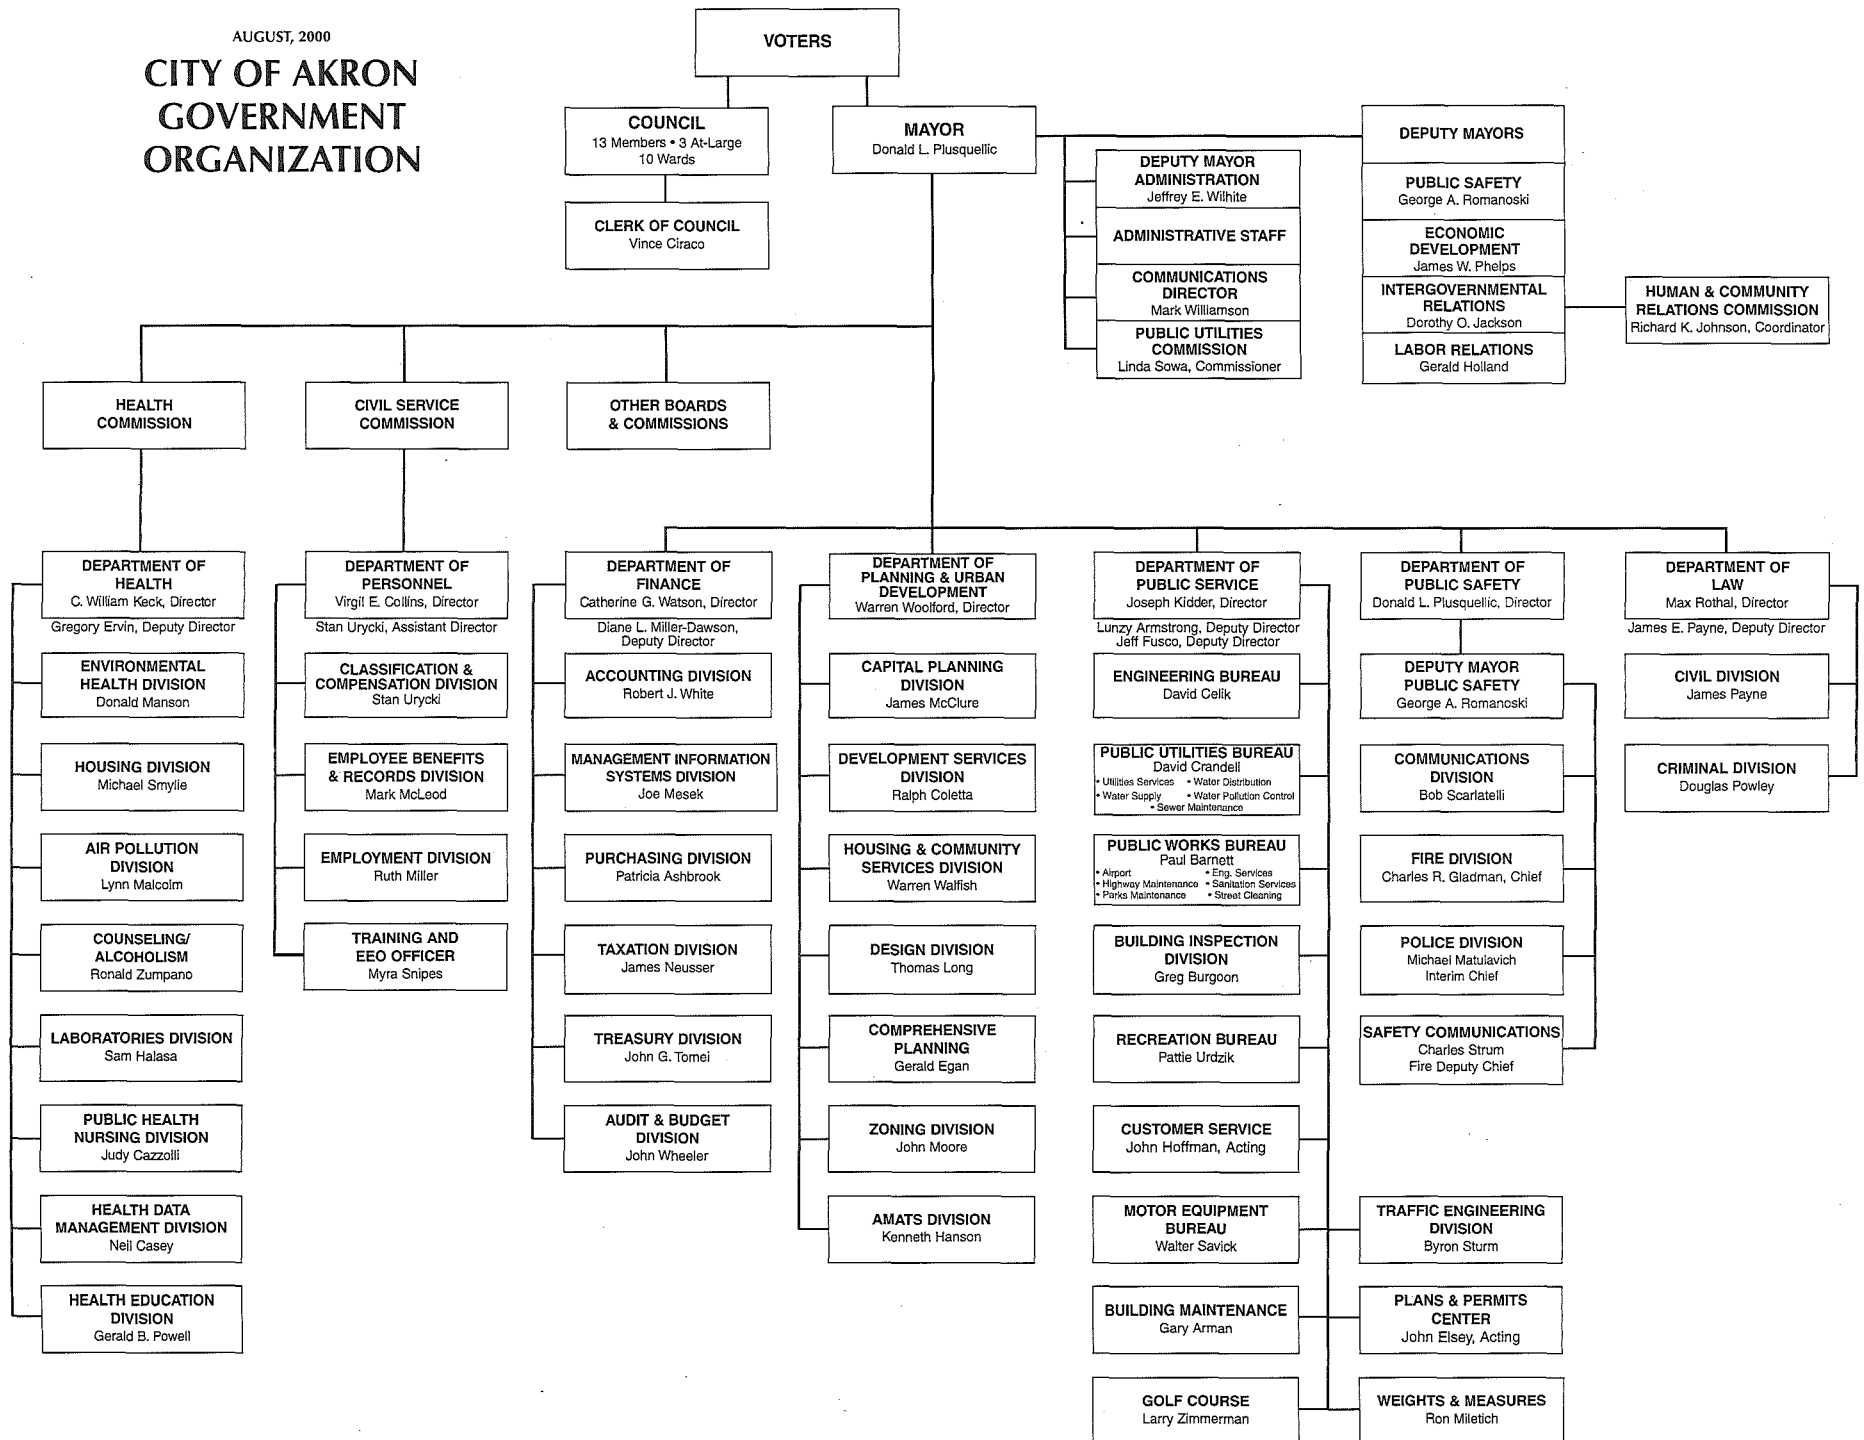 AUGUST, 2000
CITY OF AKRON
GOVERNMENT
ORGANIZATION
VOTERS
COUNCIL
13 Members • 3 At-Large
10 Wards
CLERK OF COUNCIL
Vince Ciraco
MAYOR
Donald L. Plusquellic
DEPUTY MAYOR
ADMINISTRATION
Jeffrey E. Wilhite
ADMINISTRATIVE STAFF
COMMUNICATIONS
DIRECTOR
Mark Williamson
PUBLIC UTILITIES
COMMISSION
Linda Sowa, Commissioner
DEPUTY MAYORS
PUBLIC SAFETY
George A. Romanoski
ECONOMIC
DEVELOPMENT
James W. Phelps
INTERGOVERNMENTAL
RELATIONS
Dorothy O. Jackson
LABOR RELATIONS
Gerald Holland
HUMAN & COMMUNITY
RELATIONS COMMISSION
Richard K. Johnson, Coordinator
HEALTH
COMMISSION
CIVIL SERVICE
COMMISSION
OTHER BOARDS
& COMMISSIONS
DEPARTMENT OF
HEALTH
C. William Keck, Director
Gregory Ervin, Deputy Director
ENVIRONMENTAL
HEALTH DIVISION
Donald Manson
HOUSING DIVISION
Michael Smylie
AIR POLLUTION
DIVISION
Lynn Malcolm
COUNSELING/
ALCOHOLISM
Ronald Zumpano
LABORATORIES DIVISION
Sam Halasa
PUBLIC HEALTH
NURSING DIVISION
Judy Cazzolli
HEALTH DATA
MANAGEMENT DIVISION
Neil Casey
HEALTH EDUCATION
DIVISION
Gerald B. Powell
DEPARTMENT OF
PERSONNEL
Virgil E. Collins, Director
Stan Urycki, Assistant Director
CLASSIFICATION &
COMPENSATION DIVISION
Stan Urycki
EMPLOYEE BENEFITS
& RECORDS DIVISION
Mark McLeod
EMPLOYMENT DIVISION
Ruth Miller
TRAINING AND
EEO OFFICER
Myra Snipes
DEPARTMENT OF
FINANCE
Catherine G. Watson, Director
Diane L. Miller-Dawson,
Deputy Director
ACCOUNTING DIVISION
Robert J. White
MANAGEMENT INFORMATION
SYSTEMS DIVISION
Joe Mesek
PURCHASING DIVISION
Patricia Ashbrook
TAXATION DIVISION
James Neusser
TREASURY DIVISION
John G. Tomei
AUDIT & BUDGET
DIVISION
John Wheeler
DEPARTMENT OF
PLANNING & URBAN
DEVELOPMENT
Warren Woolford, Director
CAPITAL PLANNING
DIVISION
James McClure
DEVELOPMENT SERVICES
DIVISION
Ralph Coletta
HOUSING & COMMUNITY
SERVICES DIVISION
Warren Walfish
DESIGN DIVISION
Thomas Long
COMPREHENSIVE
PLANNING
Gerald Egan
ZONING DIVISION
John Moore
AMATS DIVISION
Kenneth Hanson
DEPARTMENT OF
PUBLIC SERVICE
Joseph Kidder, Director
Lunzy Armstrong, Deputy Director
Jeff Fusco, Deputy Director
ENGINEERING BUREAU
David Celik
PUBLIC UTILITIES BUREAU
David Crandell
• Utilities Services • Water Distribution
• Water Supply • Water Pollution Control
• Sewer Maintenance
PUBLIC WORKS BUREAU
Paul Barnett
• Airport • Eng. Services
• Highway Maintenance • Sanitation Services
• Parks Maintenance • Street Cleaning
BUILDING INSPECTION
DIVISION
Greg Burgoon
RECREATION BUREAU
Pattie Urdzik
CUSTOMER SERVICE
John Hoffman, Acting
MOTOR EQUIPMENT
BUREAU
Walter Savick
BUILDING MAINTENANCE
Gary Arman
GOLF COURSE
Larry Zimmerman
TRAFFIC ENGINEERING
DIVISION
Byron Sturm
PLANS & PERMITS
CENTER
John Elsey, Acting
WEIGHTS & MEASURES
Ron Miletich
DEPARTMENT OF
PUBLIC SAFETY
Donald L. Plusquellic, Director
DEPUTY MAYOR
PUBLIC SAFETY
George A. Romanoski
COMMUNICATIONS
DIVISION
Bob Scarlatelli
FIRE DIVISION
Charles R. Gladman, Chief
POLICE DIVISION
Michael Matulavich
Interim Chief
SAFETY COMMUNICATIONS
Charles Strum
Fire Deputy Chief
DEPARTMENT OF
LAW
Max Rothal, Director
James E. Payne, Deputy Director
CIVIL DIVISION
James Payne
CRIMINAL DIVISION
Douglas Powley